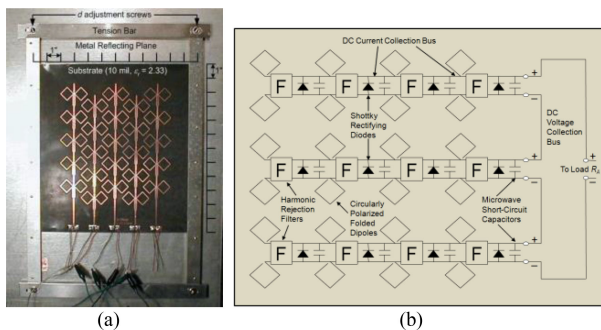 d adjustment screws
Tension Bar
Metal Reflecting Plane
1"
Substrate (10 mil, εr = 2.33)
1"
(a)
DC Current Collection Bus
F
F
F
F
+
−
Shottky
Rectifying
Diodes
DC
Voltage
Collection
Bus
F
F
F
F
+
−
+
−
To Load RL
Harmonic
Rejection
Filters
Circularly
Polarized
Folded
Dipoles
Microwave
Short-Circuit
Capacitors
F
F
F
F
+
−
(b)